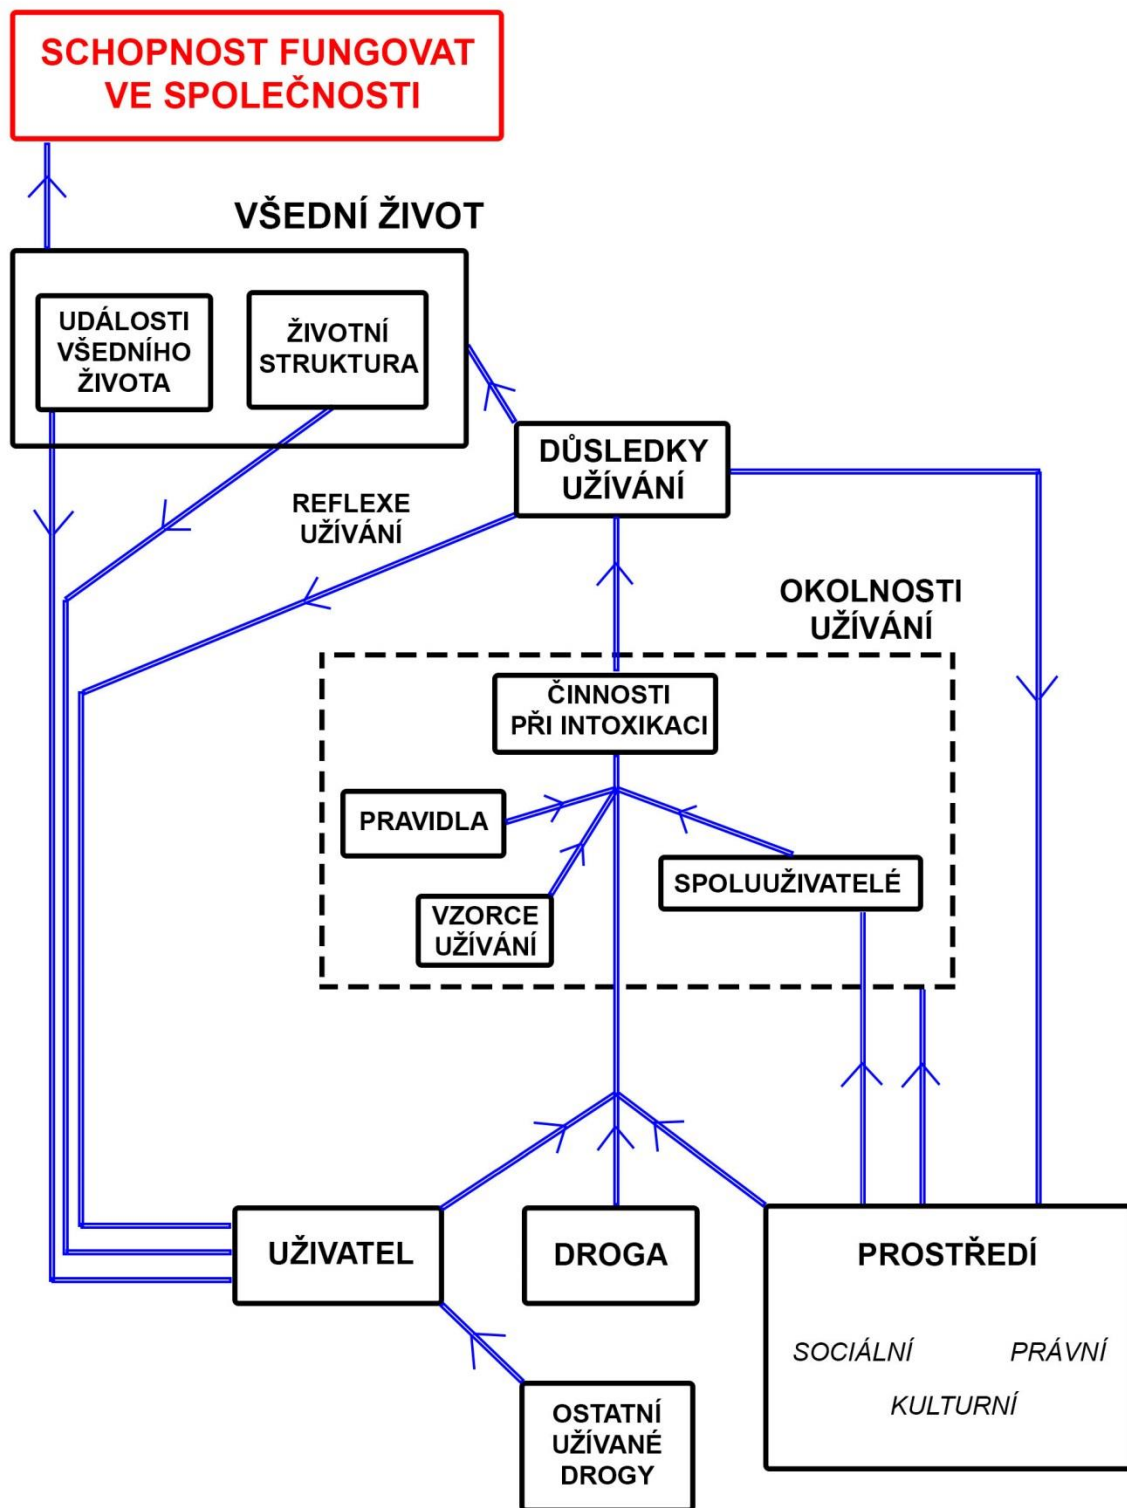 SCHOPNOST FUNGOVAT
VE SPOLEČNOSTI
VŠEDNÍ ŽIVOT
UDÁLOSTI
VŠEDNÍHO
ŽIVOTA
ŽIVOTNÍ
STRUKTURA
DŮSLEDKY
UŽÍVÁNÍ
REFLEXE
UŽÍVÁNÍ
OKOLNOSTI
UŽÍVÁNÍ
ČINNOSTI
PŘI INTOXIKACI
PRAVIDLA
SPOLUUŽIVATELÉ
VZORCE
UŽÍVÁNÍ
UŽIVATEL
DROGA
PROSTŘEDÍ
SOCIÁLNÍ
PRÁVNÍ
KULTURNÍ
OSTATNÍ
UŽÍVANÉ
DROGY